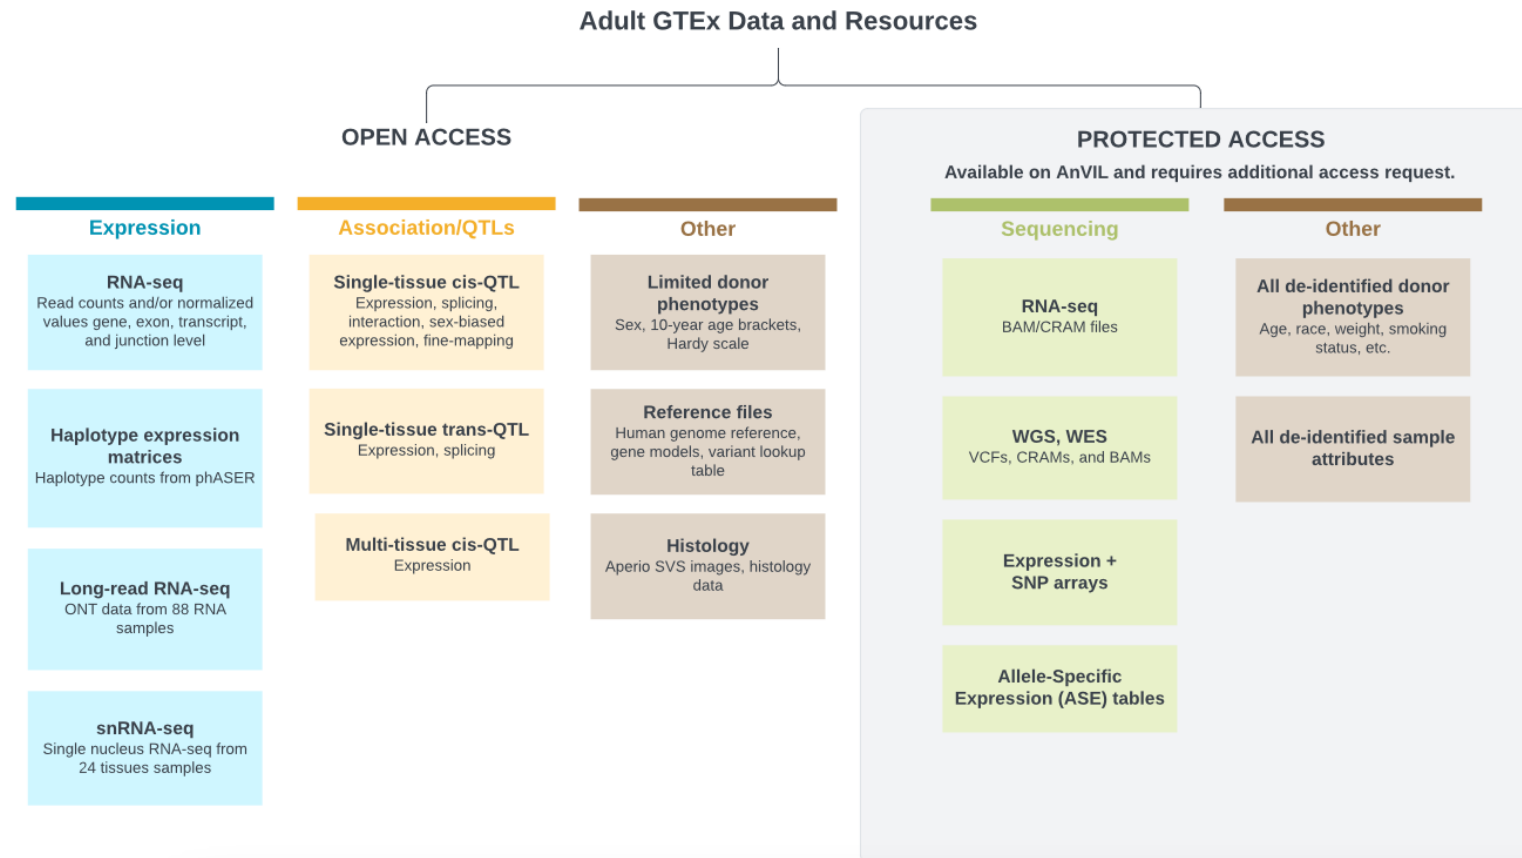 Adult GTEx Data and Resources
OPEN ACCESS
Expression
RNA-seq
Read counts and/or normalized
values gene, exon, transcript,
and junction level
Haplotype expression
matrices
Haplotype counts from phASER
Long-read RNA-seq
ONT data from 88 RNA
samples
snRNA-seq
Single nucleus RNA-seq from
24 tissues samples
Association/QTLs
Single-tissue cis-QTL
Expression, splicing,
interaction, sex-biased
expression, fine-mapping
Single-tissue trans-QTL
Expression, splicing
Multi-tissue cis-QTL
Expression
Other
Limited donor
phenotypes
Sex, 10-year age brackets,
Hardy scale
Reference files
Human genome reference,
gene models, variant lookup
table
Histology
Aperio SVS images, histology
data
PROTECTED ACCESS
Available on AnVIL and requires additional access request.
Sequencing
RNA-seq
BAM/CRAM files
WGS, WES
VCFs, CRAMs, and BAMs
Expression +
SNP arrays
Allele-Specific
Expression (ASE) tables
Other
All de-identified donor
phenotypes
Age, race, weight, smoking
status, etc.
All de-identified sample
attributes